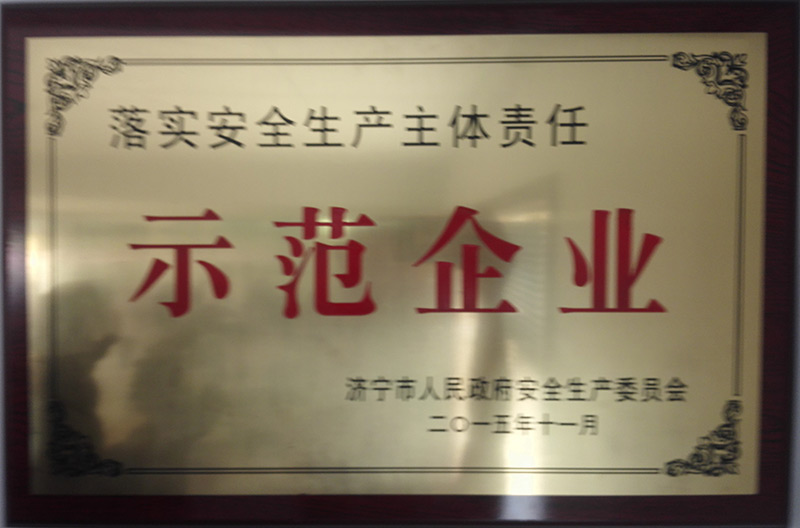 落实安全生产主体责任
示范企业
济宁市人民政府安全生产委员会
二〇一五年十一月